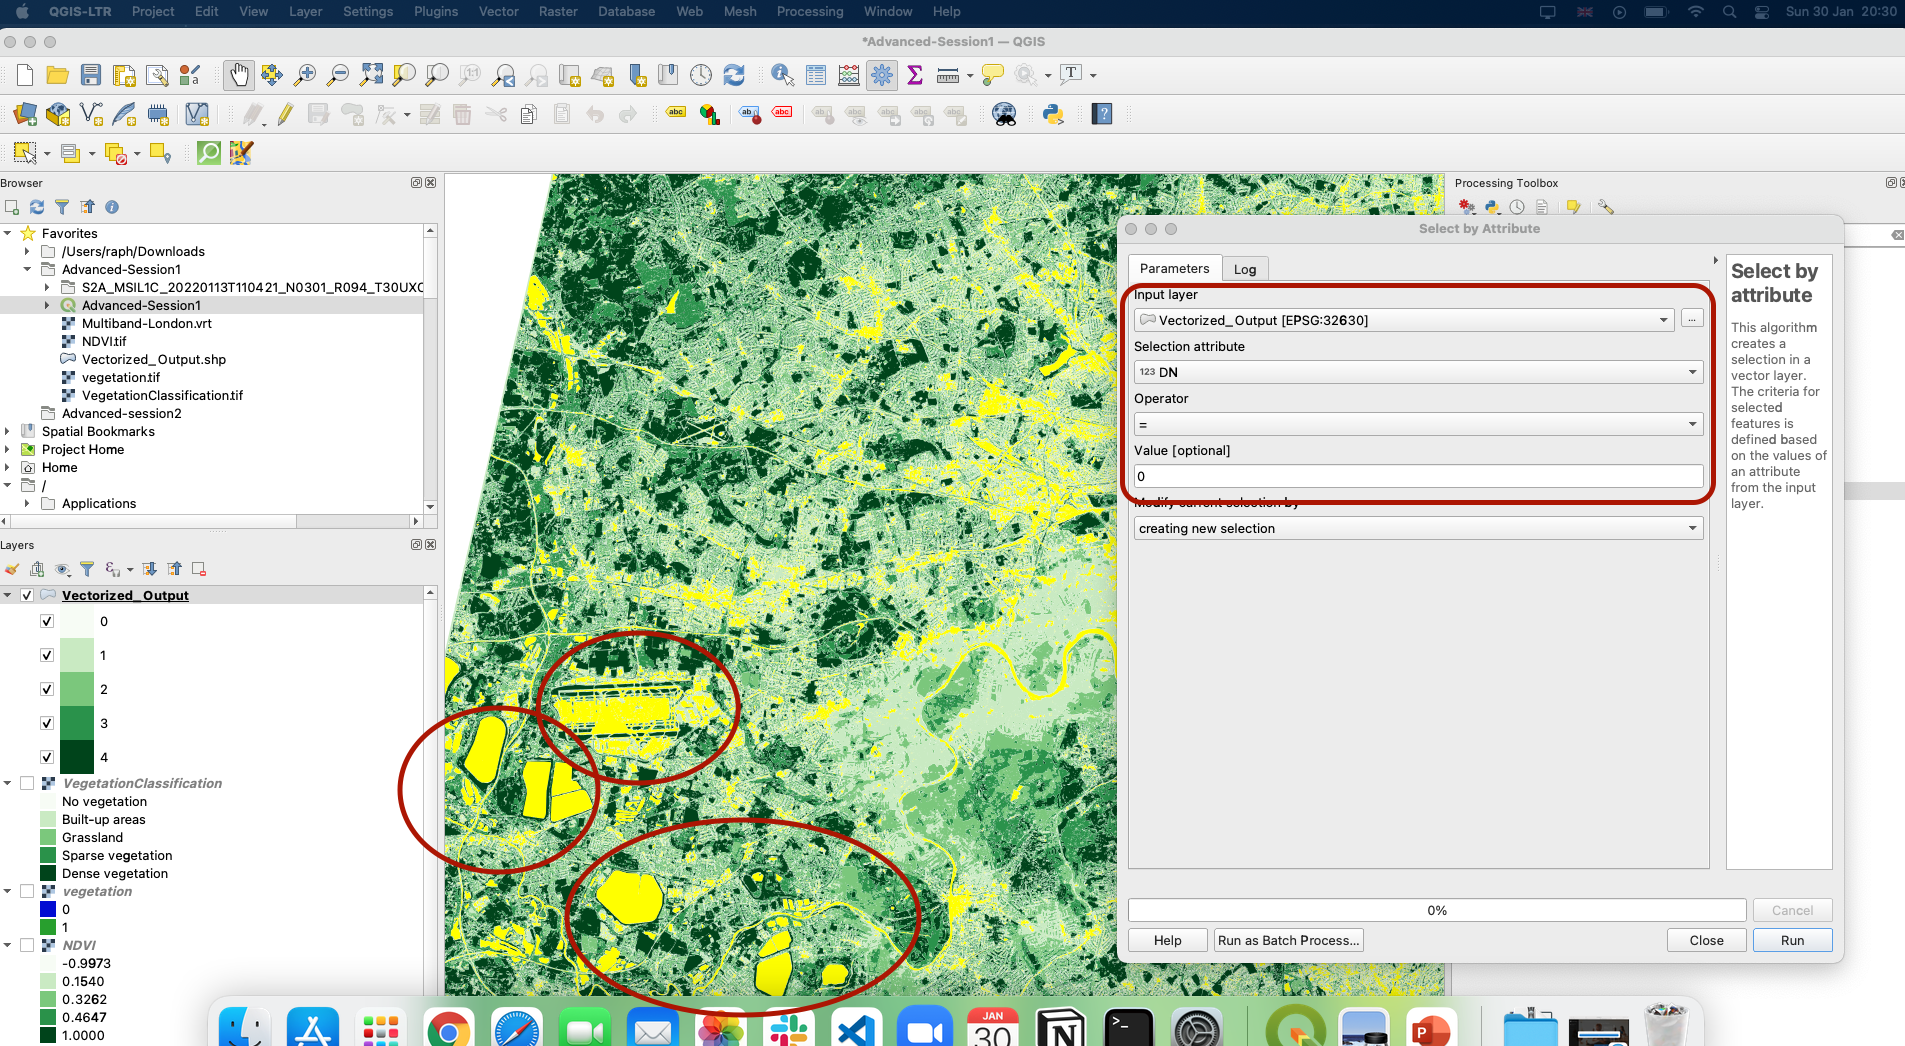 QGIS-LTR Project Edit View Layer Settings Plugins Vector Raster Database Web Mesh Processing Window Help Sun 30 Jan 20:30
*Advanced-Session1 — QGIS
Browser
Favorites
/Users/raph/Downloads
Advanced-Session1
S2A_MSIL1C_20220113T110421_N0301_R094_T30UXC
Advanced-Session1
Multiband-London.vrt
NDVI.tif
Vectorized_Output.shp
vegetation.tif
VegetationClassification.tif
Advanced-session2
Spatial Bookmarks
Project Home
Home
/
Applications
Layers
Vectorized_Output
0
1
2
3
4
VegetationClassification
No vegetation
Built-up areas
Grassland
Sparse vegetation
Dense vegetation
vegetation
0
1
NDVI
-0.9973
0.1540
0.3262
0.4647
1.0000
Processing Toolbox
Select by Attribute
Parameters Log
Input layer
Vectorized_Output [EPSG:32630]
...
Selection attribute
123 DN
Operator
=
Value [optional]
0
Modify current selection by
creating new selection
Select by
attribute
This algorithm
creates a
selection in a
vector layer.
The criteria for
selected
features is
defined based
on the values of
an attribute
from the input
layer.
0%
Cancel
Help Run as Batch Process... Close Run
JAN
30